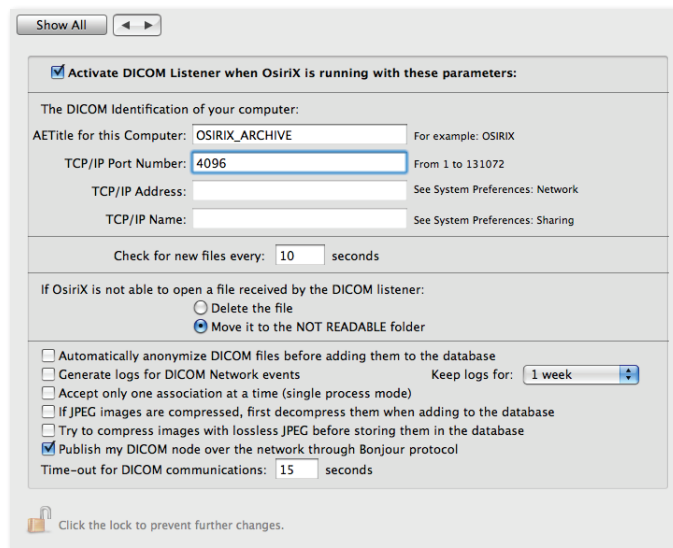 Show All
Activate DICOM Listener when OsiriX is running with these parameters:
The DICOM Identification of your computer:
AETitle for this Computer: OSIRIX_ARCHIVE For example: OSIRIX
TCP/IP Port Number: 4096 From 1 to 131072
TCP/IP Address: See System Preferences: Network
TCP/IP Name: See System Preferences: Sharing
Check for new files every: 10 seconds
If OsiriX is not able to open a file received by the DICOM listener:
Delete the file
Move it to the NOT READABLE folder
Automatically anonymize DICOM files before adding them to the database
Generate logs for DICOM Network events Keep logs for: 1 week
Accept only one association at a time (single process mode)
If JPEG images are compressed, first decompress them when adding to the database
Try to compress images with lossless JPEG before storing them in the database
Publish my DICOM node over the network through Bonjour protocol
Time-out for DICOM communications: 15 seconds
Click the lock to prevent further changes.